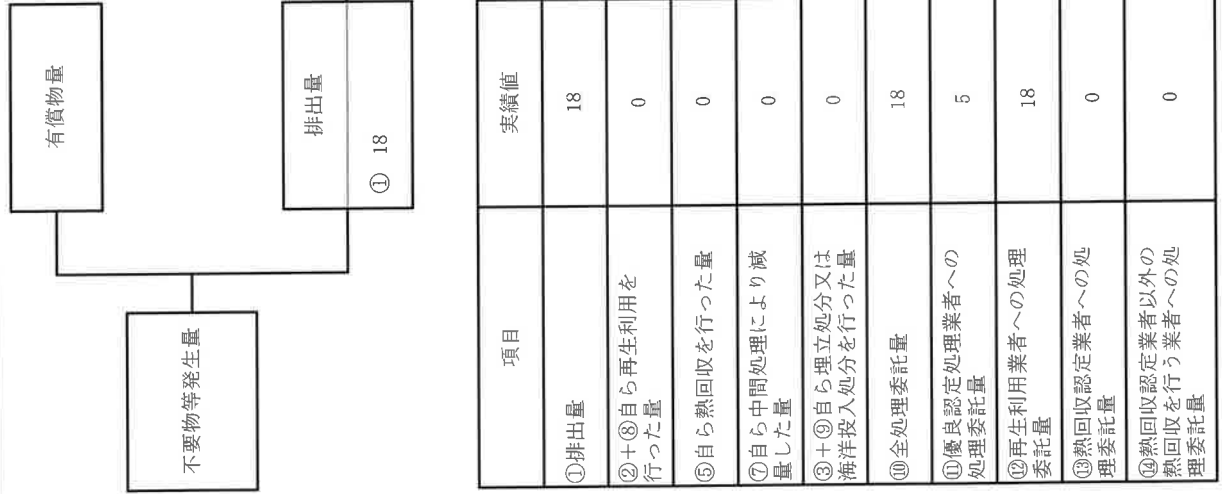 不要物等発生量
有償物量
排出量
① 18
項目
実績値
①排出量
18
②+⑧自ら再生利用を
行った量
0
⑤自ら熱回収を行った量
0
⑦自ら中間処理により減
量した量
0
③+⑨自ら埋立処分又は
海洋投入処分を行った量
0
⑩全処理委託量
18
⑪優良認定処理業者への
処理委託量
5
⑫再生利用業者への処理
委託量
18
⑬熱回収認定業者への処
理委託量
0
⑭熱回収認定業者以外の
熱回収を行う業者への処
理委託量
0